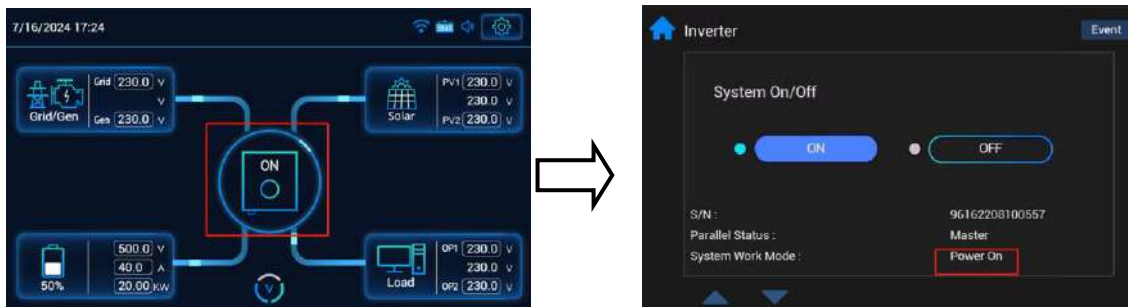 7/16/2024 17:24
Grid 230.0 V
V
Gen 230.0 V
Grid/Gen
PV1 230.0 V
230.0 V
PV2 230.0 V
Solar
ON
500.0 V
40.0 A
20.00 KW
50%
V
OP1 230.0 V
230.0 V
OP2 230.0 V
Load
Inverter
Event
System On/Off
ON
OFF
S/N : 96162208100557
Parallel Status : Master
System Work Mode : Power On